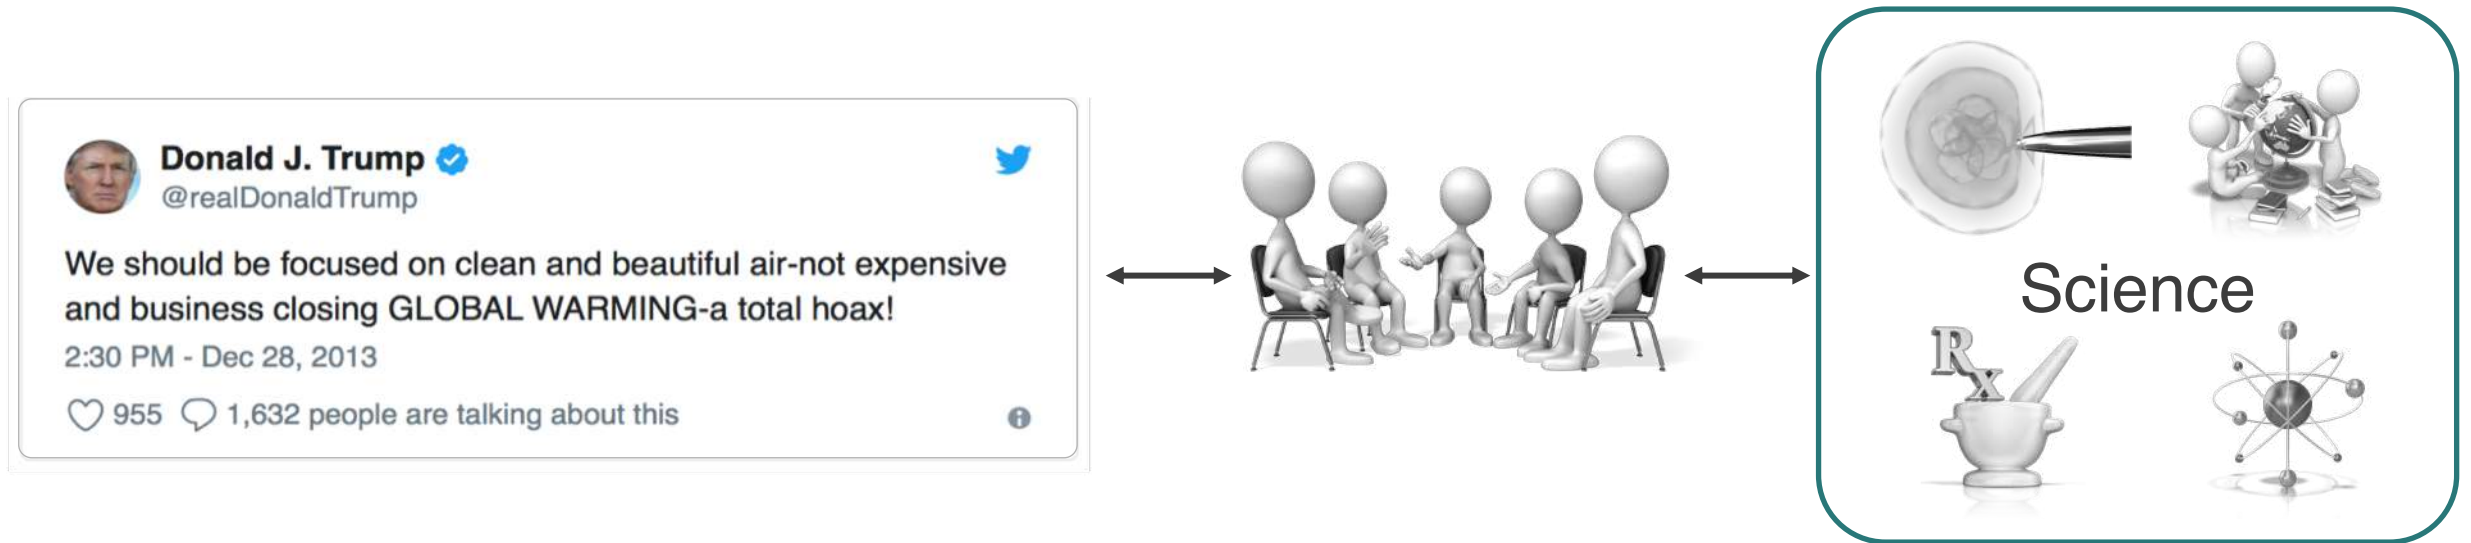 Donald J. Trump
@realDonaldTrump
We should be focused on clean and beautiful air-not expensive
and business closing GLOBAL WARMING-a total hoax!
2:30 PM - Dec 28, 2013
955 1,632 people are talking about this
Science
Rx